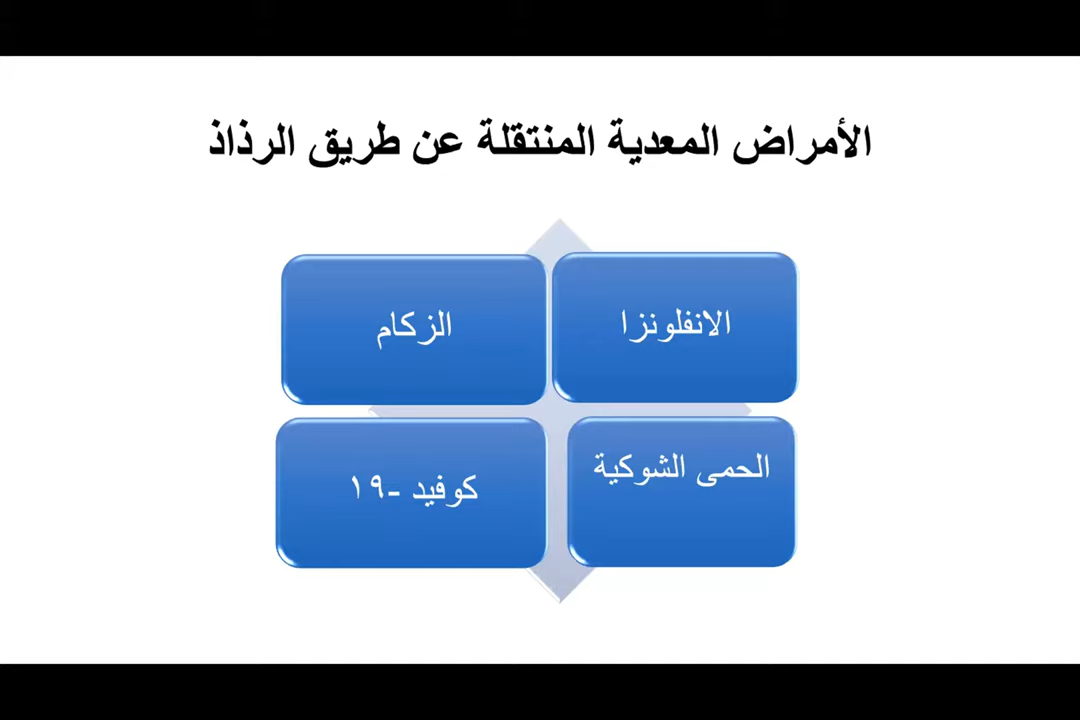 الأمراض المعدية المنتقلة عن طريق الرذاذ
الانفلونزا
الزكام
الحمى الشوكية
كوفيد -١٩